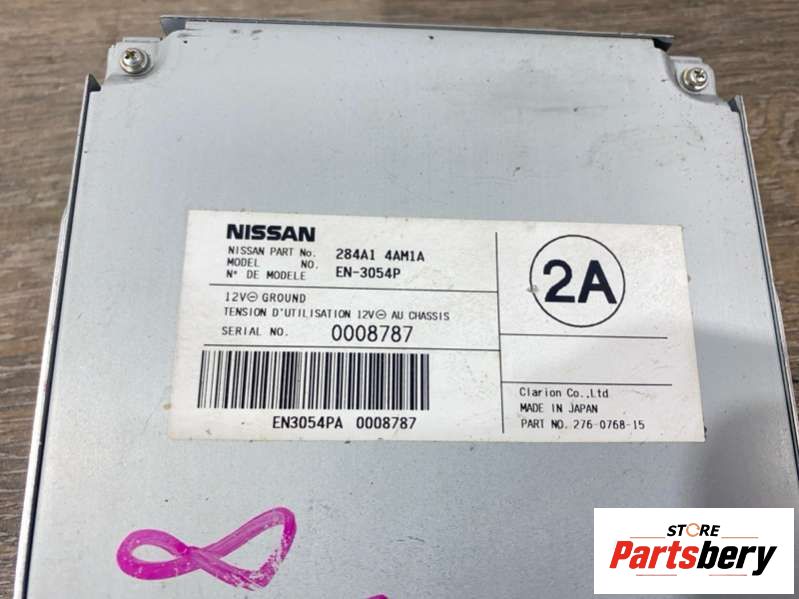 NISSAN
NISSAN PART No. 284A1 4AM1A
MODEL NO. EN-3054P
N° DE MODELE
12V⊖ GROUND
TENSION D'UTILISATION 12V⊖ AU CHASSIS
SERIAL NO. 0008787
EN3054PA 0008787
2A
Clarion Co.,Ltd
MADE IN JAPAN
PART NO. 276-0768-15
STORE
Partsbery